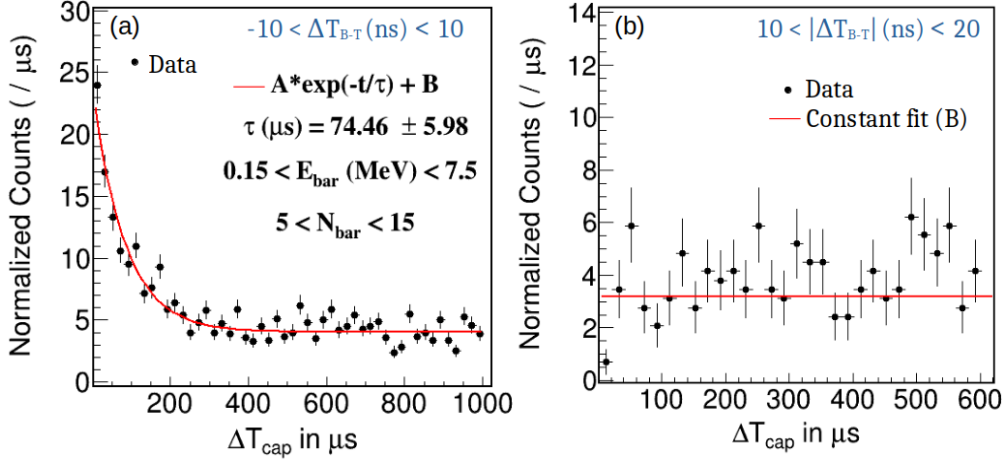 (a)
-10 < ΔT_B-T (ns) < 10
Data
A*exp(-t/τ) + B
τ (μs) = 74.46 ± 5.98
0.15 < E_bar (MeV) < 7.5
5 < N_bar < 15
Normalized Counts ( / μs)
30
25
20
15
10
5
0
200
400
600
800
1000
ΔT_cap in μs
(b)
10 < |ΔT_B-T| (ns) < 20
Data
Constant fit (B)
Normalized Counts ( / μs)
14
12
10
8
6
4
2
0
100
200
300
400
500
600
ΔT_cap in μs